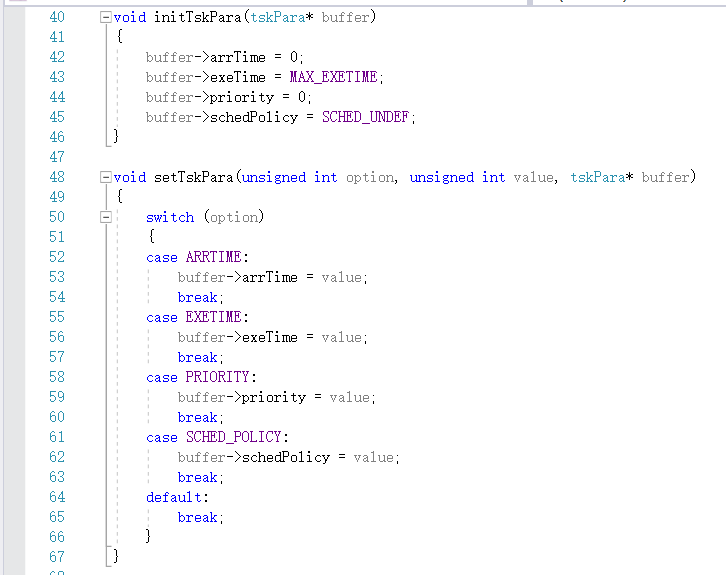 40 void initTskPara(tskPara* buffer)
41 {
42 buffer->arrTime = 0;
43 buffer->exeTime = MAX_EXETIME;
44 buffer->priority = 0;
45 buffer->schedPolicy = SCHED_UNDEF;
46 }
47
48 void setTskPara(unsigned int option, unsigned int value, tskPara* buffer)
49 {
50 switch (option)
51 {
52 case ARRTIME:
53 buffer->arrTime = value;
54 break;
55 case EXETIME:
56 buffer->exeTime = value;
57 break;
58 case PRIORITY:
59 buffer->priority = value;
60 break;
61 case SCHED_POLICY:
62 buffer->schedPolicy = value;
63 break;
64 default:
65 break;
66 }
67 }